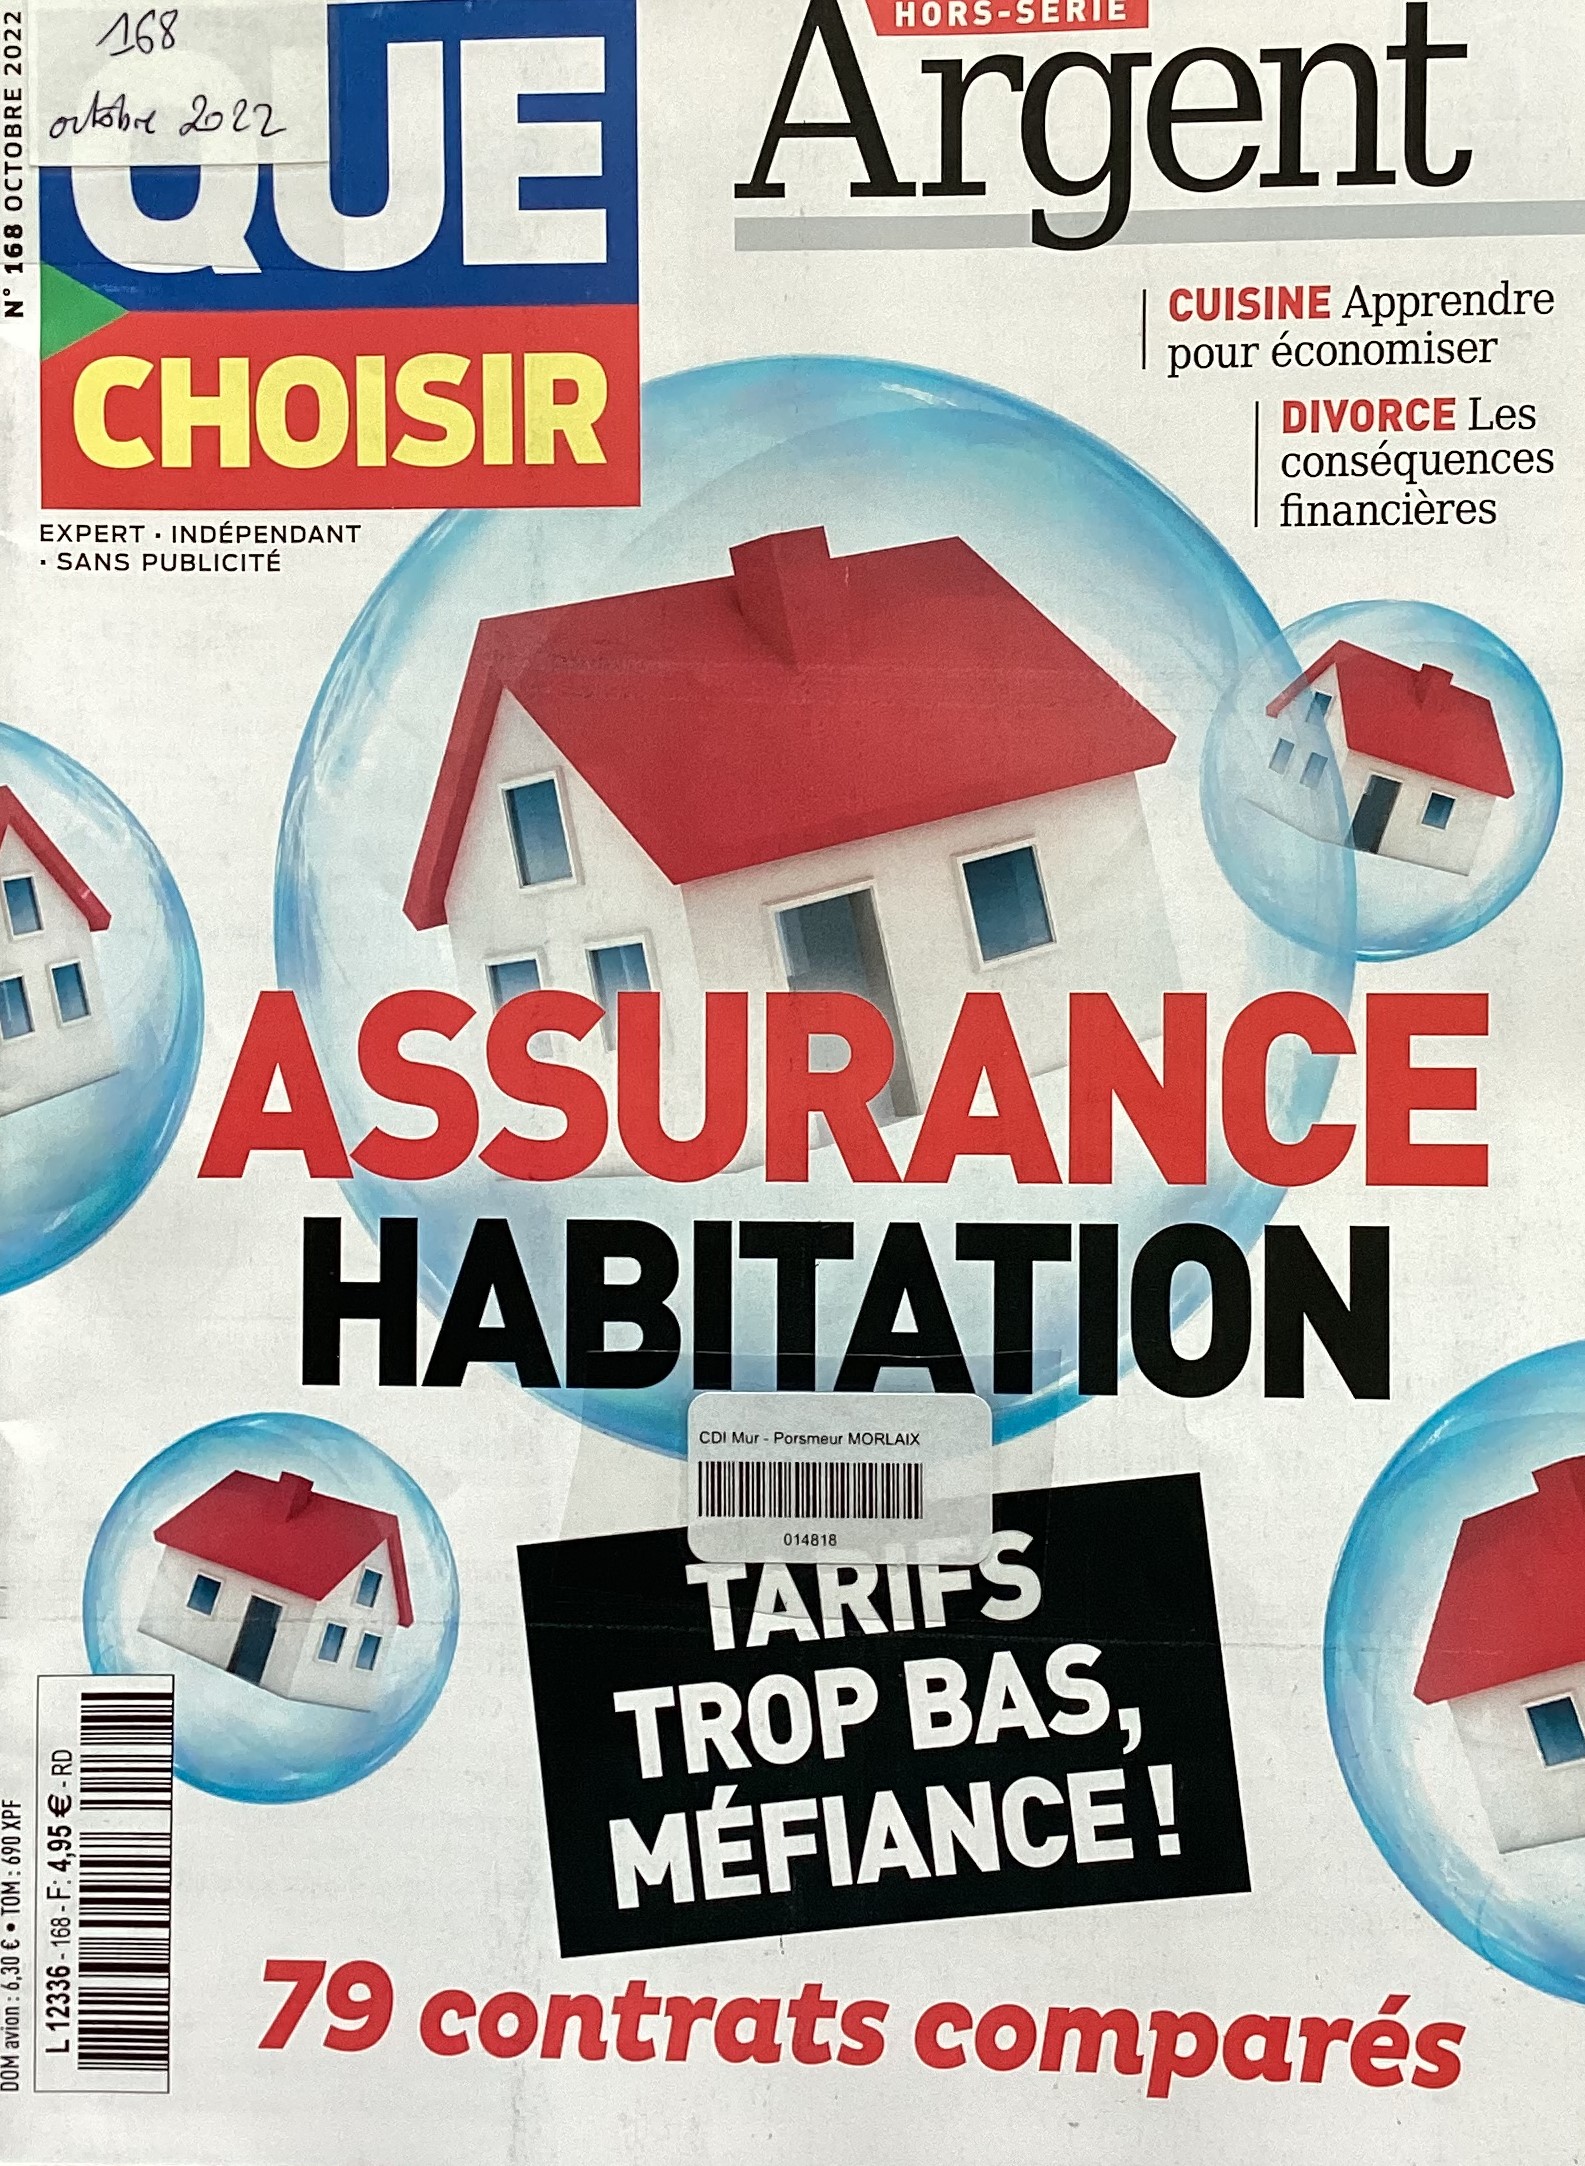 N° 168 OCTOBRE 2022
168
octobre 2022
QUE
CHOISIR
EXPERT · INDÉPENDANT
· SANS PUBLICITÉ
HORS-SÉRIE
Argent
CUISINE Apprendre
pour économiser
DIVORCE Les
conséquences
financières
ASSURANCE
HABITATION
CDI Mur - Porsmeur MORLAIX
014818
TARIFS
TROP BAS,
MÉFIANCE !
79 contrats comparés
L 12336 - 168 - F: 4,95 € - RD
DOM avion : 6,30 € • TOM : 690 XPF